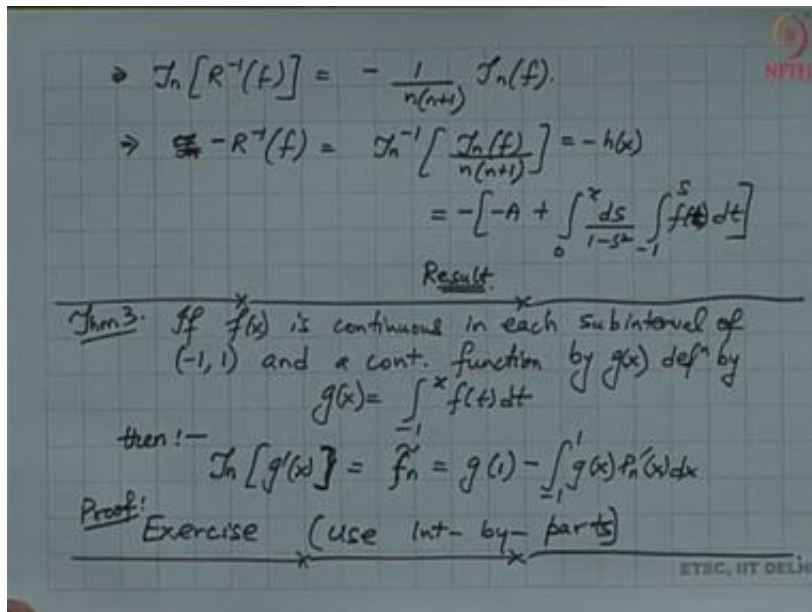 ⇒ Jn[R⁻¹(f)] = - 1/n(n+1) Jn(f).
⇒ -R⁻¹(f) = Jn⁻¹[Jn(f)/n(n+1)] = -h(x)
= -[-A + ∫₀ˣ ds/1-s² ∫₋₁ˢ f(t) dt]
Result.
Thm 3. If f(x) is continuous in each subinterval of
(-1, 1) and a cont. function by g(x) defⁿ by
g(x) = ∫₋₁ˣ f(t) dt
then :-
Jn[g'(x)] = f̃n = g(1) - ∫₋₁¹ g(x) Pn'(x) dx
Proof:
Exercise (Use Int- by- parts)
NPTEL
ETSC, IIT DELHI